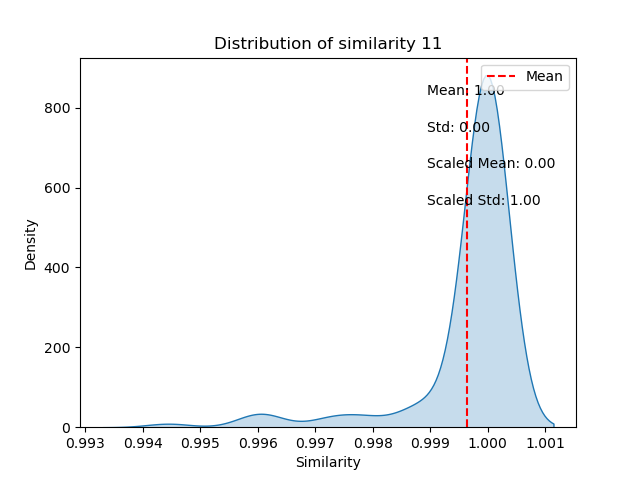 Distribution of similarity 11
Mean
Mean: 1.00
Std: 0.00
Scaled Mean: 0.00
Scaled Std: 1.00
Density
800
600
400
200
0
0.993 0.994 0.995 0.996 0.997 0.998 0.999 1.000 1.001
Similarity